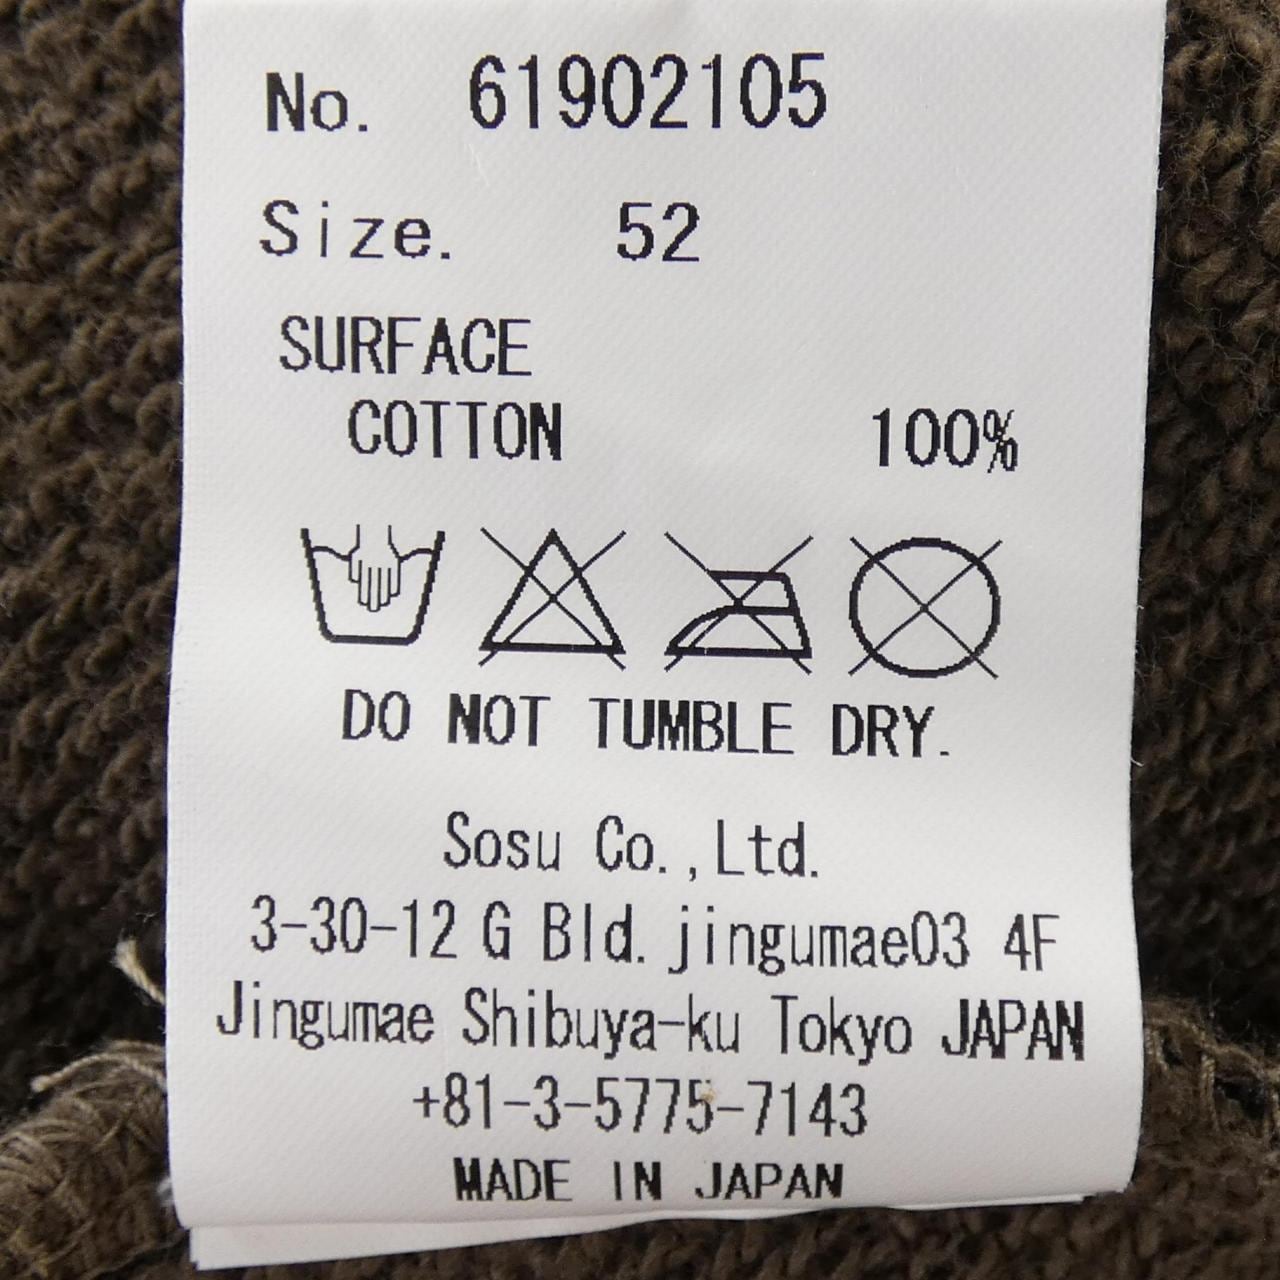 No. 61902105
Size. 52
SURFACE
COTTON 100%
DO NOT TUMBLE DRY.
Sosu Co.,Ltd.
3-30-12 G Bld. jingumae03 4F
Jingumae Shibuya-ku Tokyo JAPAN
+81-3-5775-7143
MADE IN JAPAN